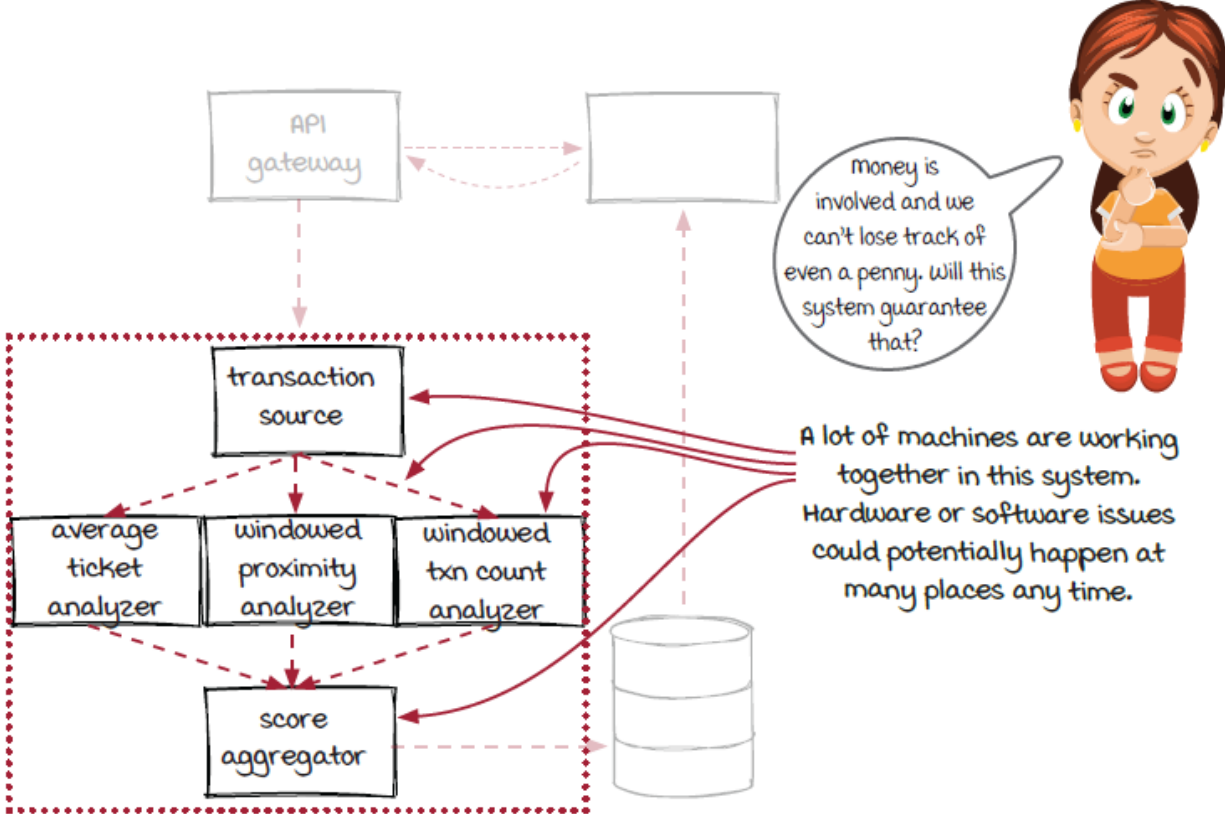 API
gateway
money is
involved and we
can't lose track of
even a penny. Will this
system guarantee
that?
transaction
source
A lot of machines are working
together in this system.
Hardware or software issues
could potentially happen at
many places any time.
average
ticket
analyzer
windowed
proximity
analyzer
windowed
txn count
analyzer
score
aggregator